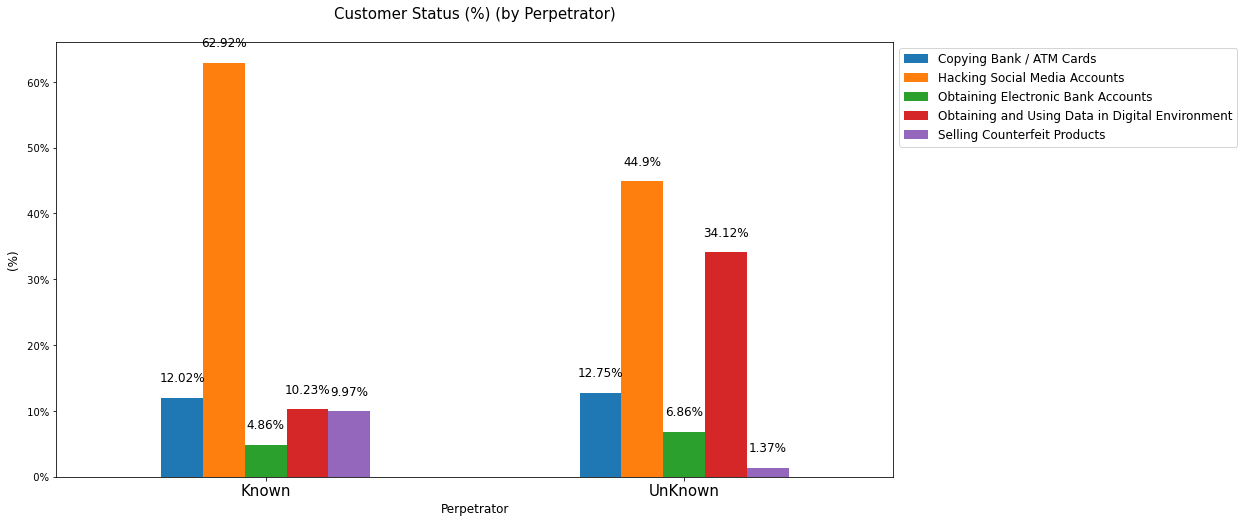 Customer Status (%) (by Perpetrator)
62.92%
12.02%
4.86%
10.23%
9.97%
44.9%
34.12%
12.75%
6.86%
1.37%
60%
50%
40%
30%
20%
10%
0%
(%)
Known
UnKnown
Perpetrator
Copying Bank / ATM Cards
Hacking Social Media Accounts
Obtaining Electronic Bank Accounts
Obtaining and Using Data in Digital Environment
Selling Counterfeit Products